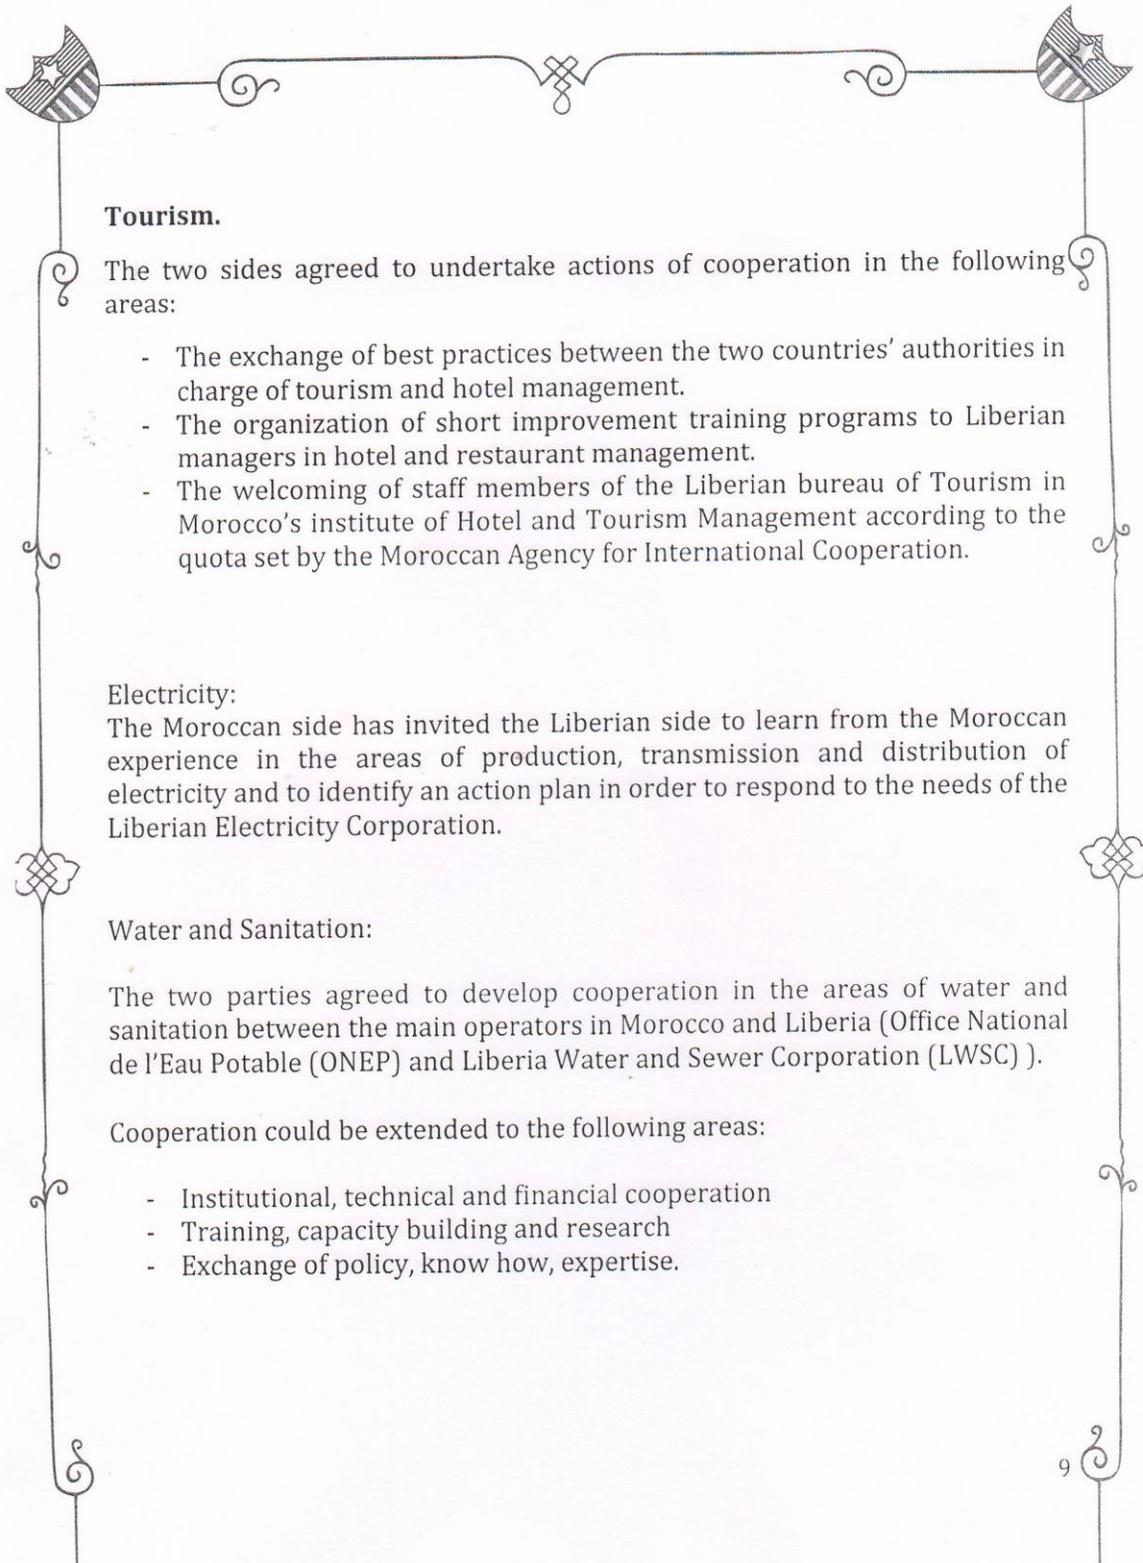 Tourism.
The two sides agreed to undertake actions of cooperation in the following
areas:
- The exchange of best practices between the two countries' authorities in
charge of tourism and hotel management.
- The organization of short improvement training programs to Liberian
managers in hotel and restaurant management.
- The welcoming of staff members of the Liberian bureau of Tourism in
Morocco's institute of Hotel and Tourism Management according to the
quota set by the Moroccan Agency for International Cooperation.
Electricity:
The Moroccan side has invited the Liberian side to learn from the Moroccan
experience in the areas of production, transmission and distribution of
electricity and to identify an action plan in order to respond to the needs of the
Liberian Electricity Corporation.
Water and Sanitation:
The two parties agreed to develop cooperation in the areas of water and
sanitation between the main operators in Morocco and Liberia (Office National
de l'Eau Potable (ONEP) and Liberia Water and Sewer Corporation (LWSC) ).
Cooperation could be extended to the following areas:
- Institutional, technical and financial cooperation
- Training, capacity building and research
- Exchange of policy, know how, expertise.
9